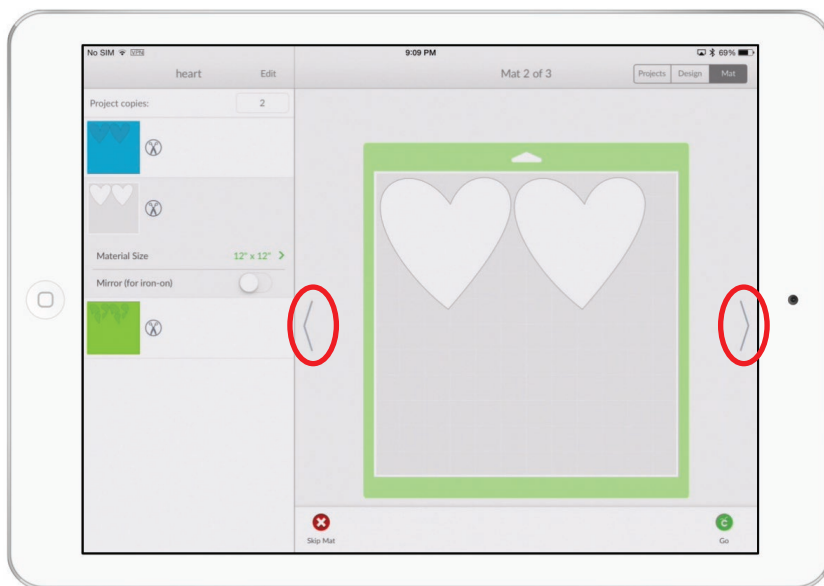 No SIM VPN 9:09 PM 69%
heart Edit Mat 2 of 3 Projects Design Mat
Project copies: 2
Material Size 12" x 12" >
Mirror (for iron-on)
Skip Mat Go